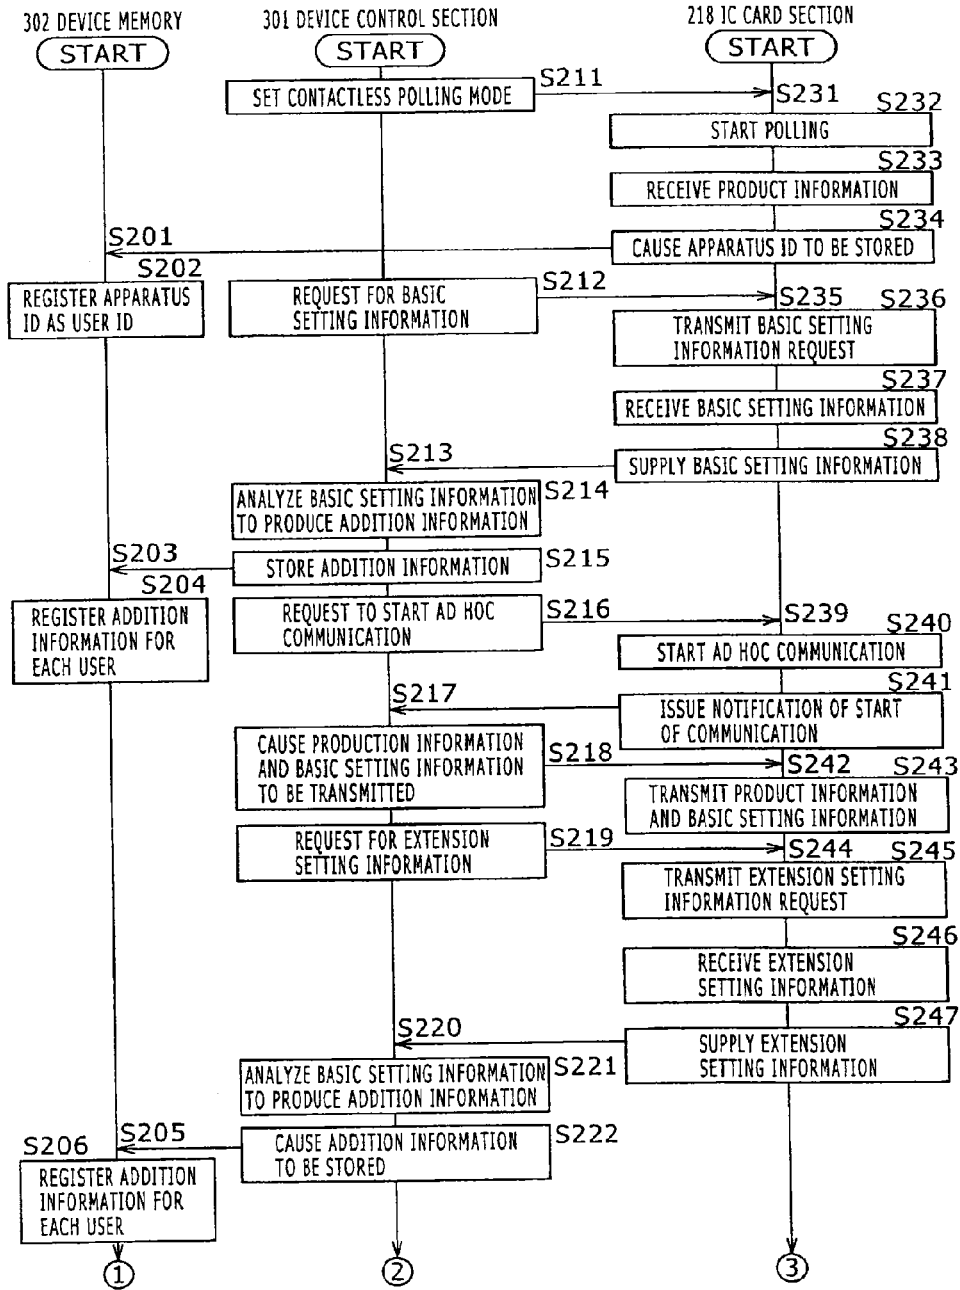 302 DEVICE MEMORY
301 DEVICE CONTROL SECTION
218 IC CARD SECTION
START
START
START
S211
SET CONTACTLESS POLLING MODE
S231
S232
START POLLING
S233
RECEIVE PRODUCT INFORMATION
S234
CAUSE APPARATUS ID TO BE STORED
S201
S202
REGISTER APPARATUS
ID AS USER ID
S212
REQUEST FOR BASIC
SETTING INFORMATION
S235
S236
TRANSMIT BASIC SETTING
INFORMATION REQUEST
S237
RECEIVE BASIC SETTING INFORMATION
S238
SUPPLY BASIC SETTING INFORMATION
S213
S214
ANALYZE BASIC SETTING INFORMATION
TO PRODUCE ADDITION INFORMATION
S203
S215
STORE ADDITION INFORMATION
S204
REGISTER ADDITION
INFORMATION FOR
EACH USER
S216
REQUEST TO START AD HOC
COMMUNICATION
S239
S240
START AD HOC COMMUNICATION
S241
ISSUE NOTIFICATION OF START
OF COMMUNICATION
S217
S218
CAUSE PRODUCTION INFORMATION
AND BASIC SETTING INFORMATION
TO BE TRANSMITTED
S242
S243
TRANSMIT PRODUCT INFORMATION
AND BASIC SETTING INFORMATION
S219
REQUEST FOR EXTENSION
SETTING INFORMATION
S244
S245
TRANSMIT EXTENSION SETTING
INFORMATION REQUEST
S246
RECEIVE EXTENSION
SETTING INFORMATION
S247
SUPPLY EXTENSION
SETTING INFORMATION
S220
S221
ANALYZE BASIC SETTING INFORMATION
TO PRODUCE ADDITION INFORMATION
S222
CAUSE ADDITION INFORMATION
TO BE STORED
S205
S206
REGISTER ADDITION
INFORMATION FOR
EACH USER
1
2
3